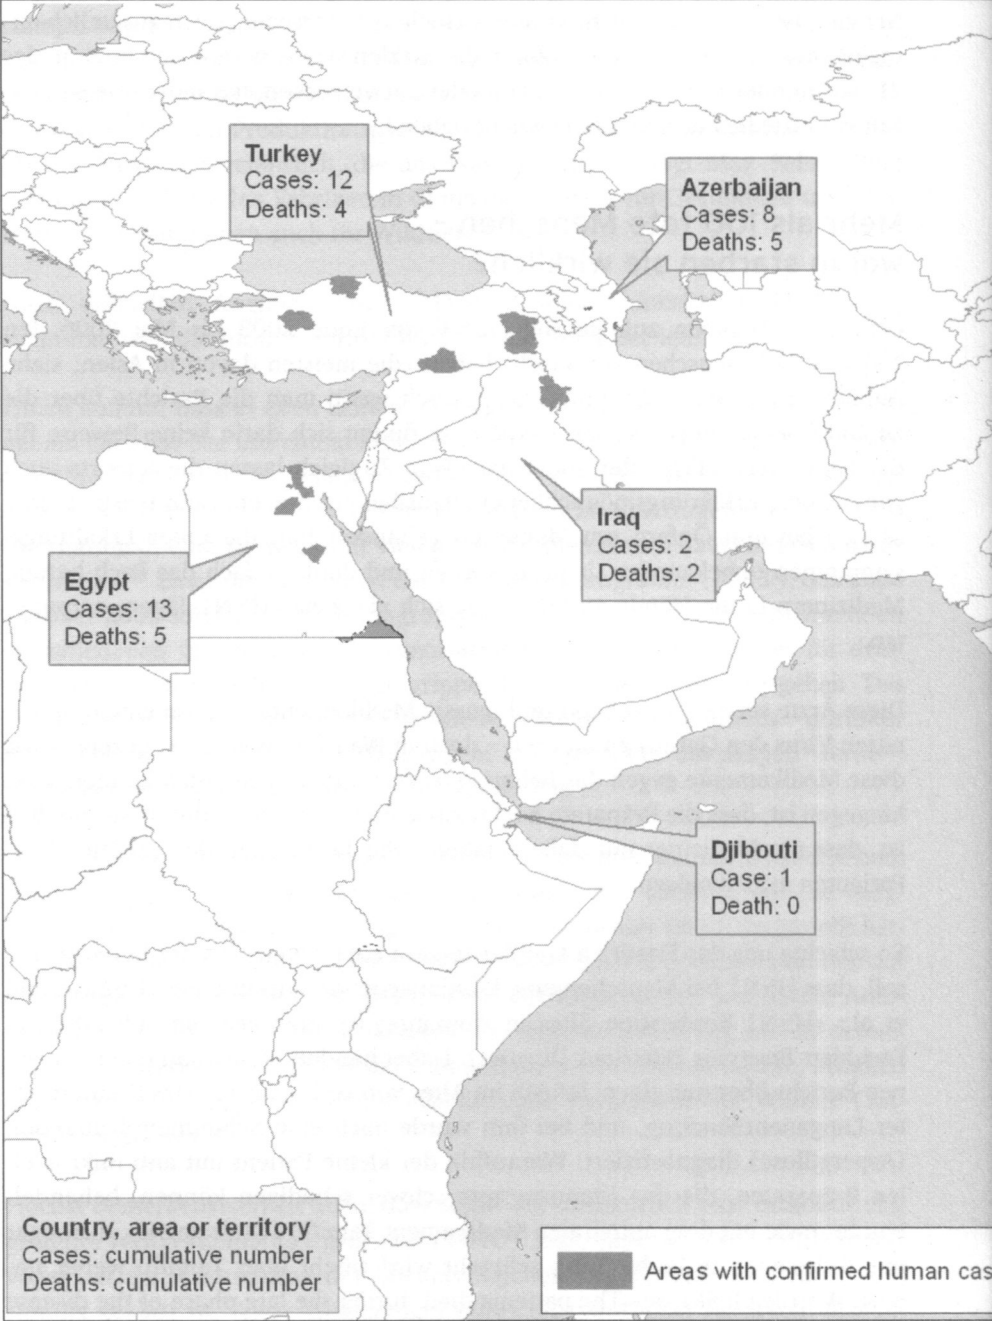 Turkey
Cases: 12
Deaths: 4
Azerbaijan
Cases: 8
Deaths: 5
Iraq
Cases: 2
Deaths: 2
Egypt
Cases: 13
Deaths: 5
Djibouti
Case: 1
Death: 0
Country, area or territory
Cases: cumulative number
Deaths: cumulative number
Areas with confirmed human cas